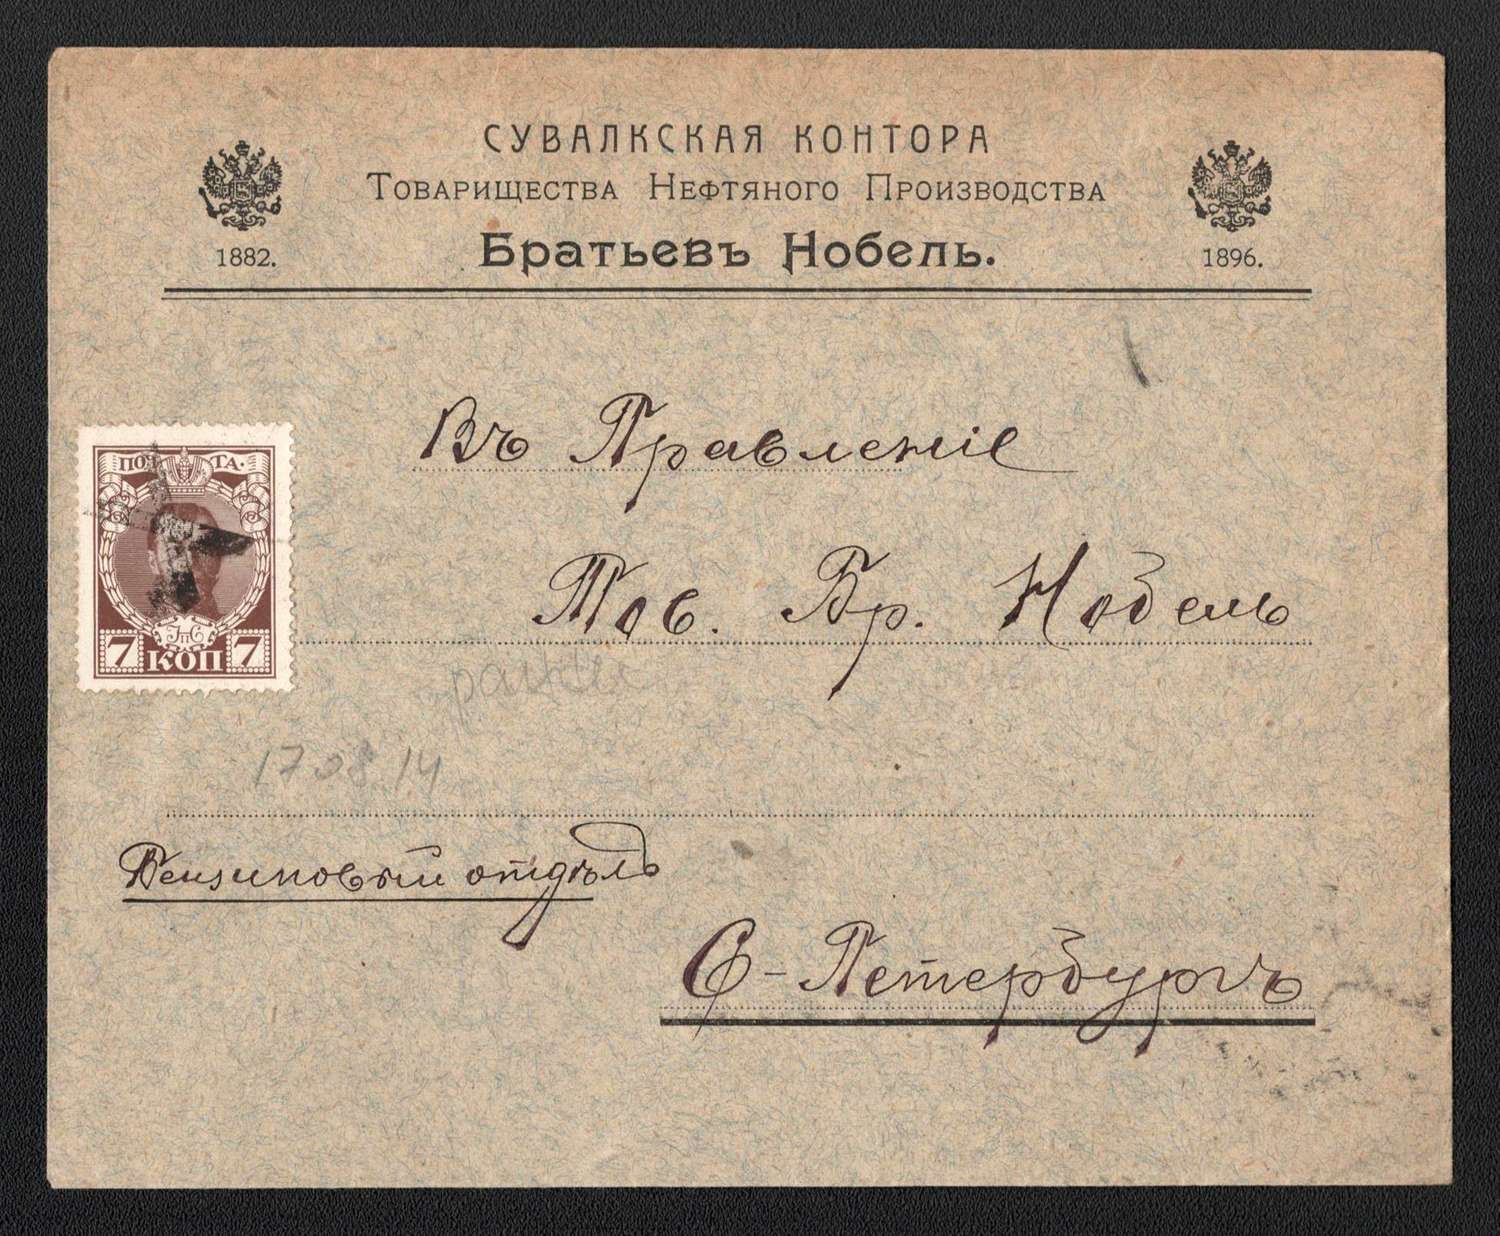 СУВАЛКСКАЯ КОНТОРА
Товарищества Нефтяного Производства
Братьевъ Нобель.
1882.
1896.
Въ Правленіе
ПОЧТА.
Тов. Бр. Нобель
7 КОП 7
17 08 14
Бензиновый отдѣлъ
С-Петербургъ